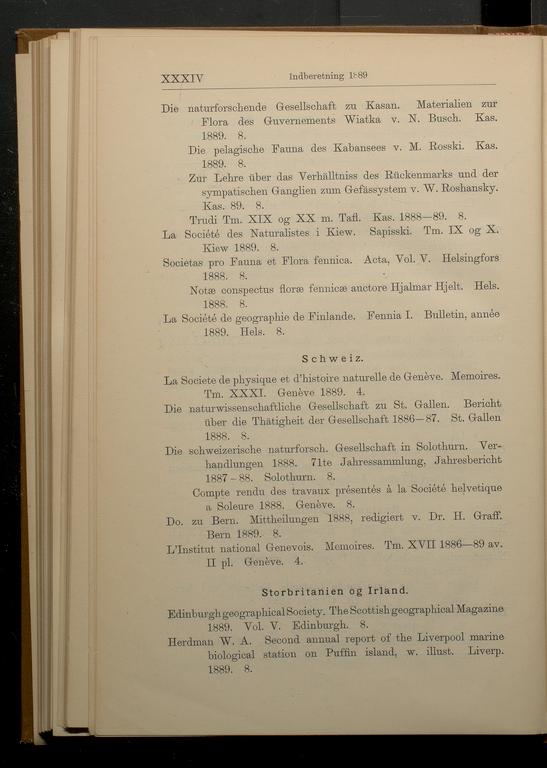 XXXIV Indberetning 1889
Die naturforschende Gesellschaft zu Kasan. Materialien zur
Flora des Guvernements Wiatka v. N. Busch. Kas.
1889. 8.
Die pelagische Fauna des Kabansees v. M. Rosski. Kas.
1889. 8.
Zur Lehre über das Verhältniss des Rückenmarks und der
sympatischen Ganglien zum Gefässystem v. W. Roshansky.
Kas. 89. 8.
Trudi Tm. XIX og XX m. Tafl. Kas. 1888—89. 8.
La Société des Naturalistes i Kiew. Sapisski. Tm. IX og X.
Kiew 1889. 8.
Societas pro Fauna et Flora fennica. Acta, Vol. V. Helsingfors
1888. 8.
Notæ conspectus floræ fennicæ auctore Hjalmar Hjelt. Hels.
1888. 8.
La Société de geographie de Finlande. Fennia I. Bulletin, année
1889. Hels. 8.
Schweiz.
La Societe de physique et d'histoire naturelle de Genève. Memoires.
Tm. XXXI. Genève 1889. 4.
Die naturwissenschaftliche Gesellschaft zu St. Gallen. Bericht
über die Thätigheit der Gesellschaft 1886—87. St. Gallen
1888. 8.
Die schweizerische naturforsch. Gesellschaft in Solothurn. Ver-
handlungen 1888. 71te Jahressammlung, Jahresbericht
1887-88. Solothurn. 8.
Compte rendu des travaux présentés à la Société helvetique
a Soleure 1888. Genève. 8.
Do. zu Bern. Mittheilungen 1888, redigiert v. Dr. H. Graff.
Bern 1889. 8.
L'Institut national Genevois. Memoires. Tm. XVII 1886—89 av.
II pl. Genève. 4.
Storbritanien og Irland.
Edinburgh geographical Society. The Scottish geographical Magazine
1889. Vol. V. Edinburgh. 8.
Herdman W. A. Second annual report of the Liverpool marine
biological station on Puffin island, w. illust. Liverp.
1889. 8.